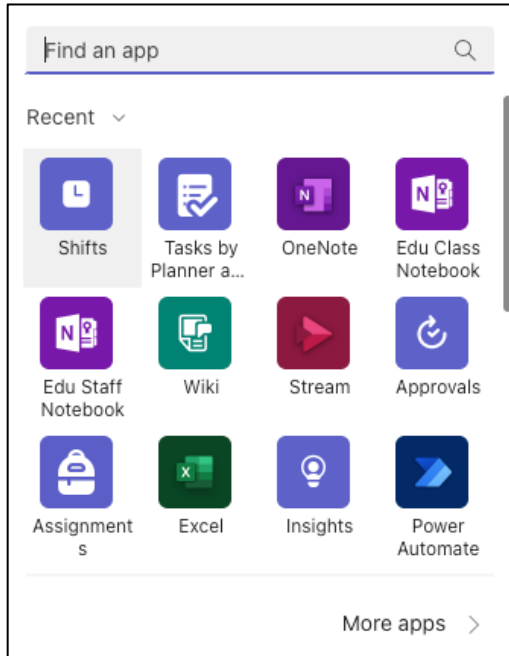 Find an app
Recent
Shifts
Tasks by
Planner a...
OneNote
Edu Class
Notebook
Edu Staff
Notebook
Wiki
Stream
Approvals
Assignment
s
Excel
Insights
Power
Automate
More apps